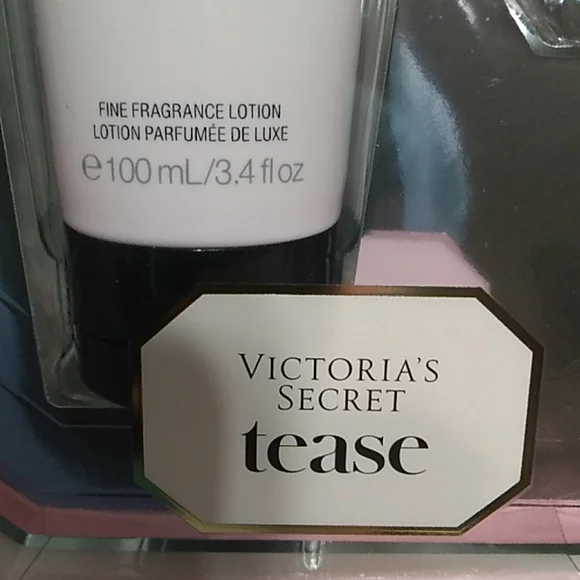 FINE FRAGRANCE LOTION
LOTION PARFUMÉE DE LUXE
℮100 mL/3.4 fl oz
VICTORIA'S
SECRET
tease